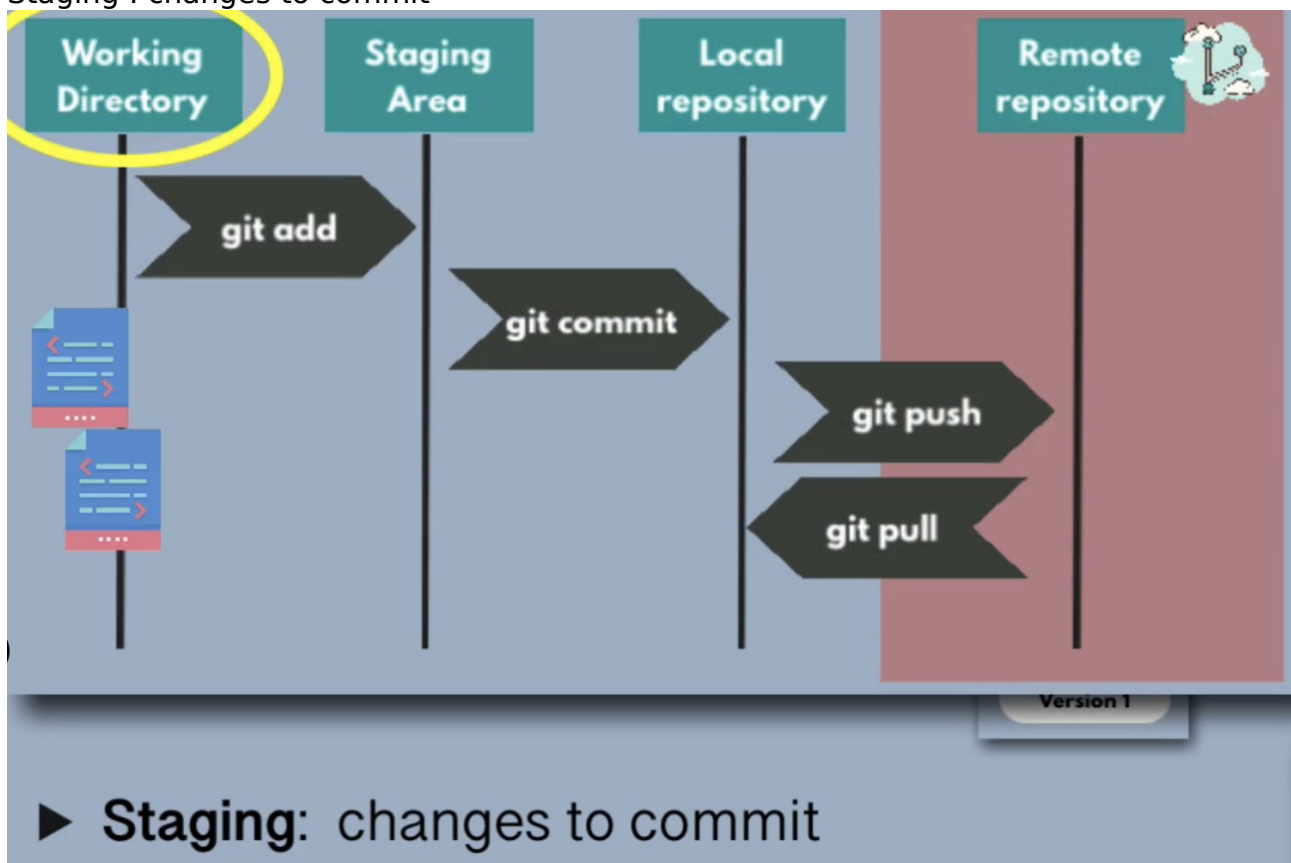 Staging : changes to commit
Working
Directory
Staging
Area
Local
repository
Remote
repository
git add
git commit
git push
git pull
)
Version 1
► Staging: changes to commit